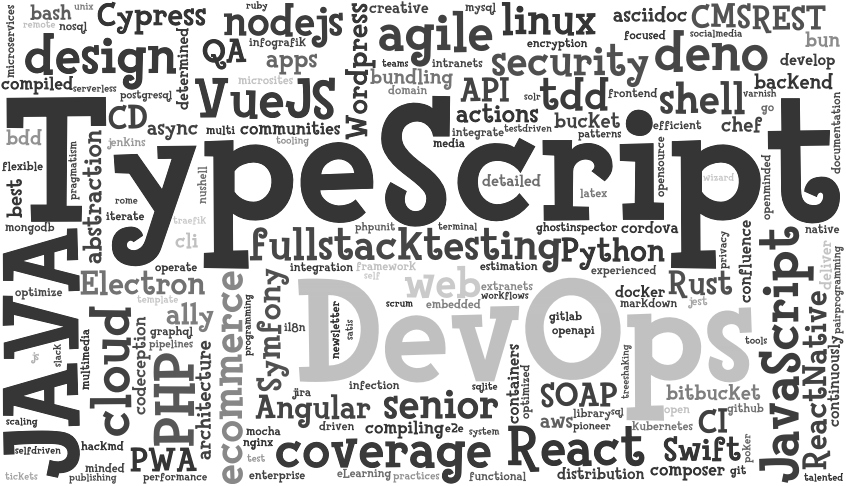 microservices
bash
unix
remote
nosql
Cypress
ruby
nodejs
infografik
creative
mysql
linux
asciidoc
CMS
REST
socialmedia
focused
bun
design
determined
QA
apps
Wordpress
agile
teams
intranets
encryption
security
deno
develop
compiled
serverless
postgresql
microsites
bundling
domain
API
solr
tdd
frontend
shell
varnish
backend
VueJS
CD
async
multi
communities
tooling
actions
integrate
testdriven
bucket
patterns
efficient
chef
go
documentation
bdd
jenkins
media
TypeScript
flexible
pragmatism
abstraction
best
rome
iterate
nushell
traefik
cli
detailed
latex
opensource
wizard
openminded
mongodb
phpunit
terminal
ghostinspector
cordova
native
JAVA
operate
fullstack
testing
Python
privacy
confluence
deliver
pairprogramming
integration
framework
self
estimation
experienced
optimize
Electron
template
ecommerce
Symfony
DevOps
web
extranets
workflows
scrum
embedded
docker
markdown
Rust
jest
JavaScript
ReactNative
cloud
codeception
ally
graphql
pipelines
programming
il8n
newsletter
satis
gitlab
openapi
tools
continuously
slack
multimedia
PHP
architecture
infection
sqlite
containers
optimized
treeshaking
SOAP
bitbucket
jira
Angular
senior
aws
library
sql
pioneer
open
github
scaling
selfdriven
hackmd
mocha
nginx
driven
compiling
e2e
system
Kubernetes
CI
tickets
minded
publishing
PWA
performance
test
enterprise
coverage
eLearning
practices
functional
React
distribution
Swift
composer
git
poker
talented